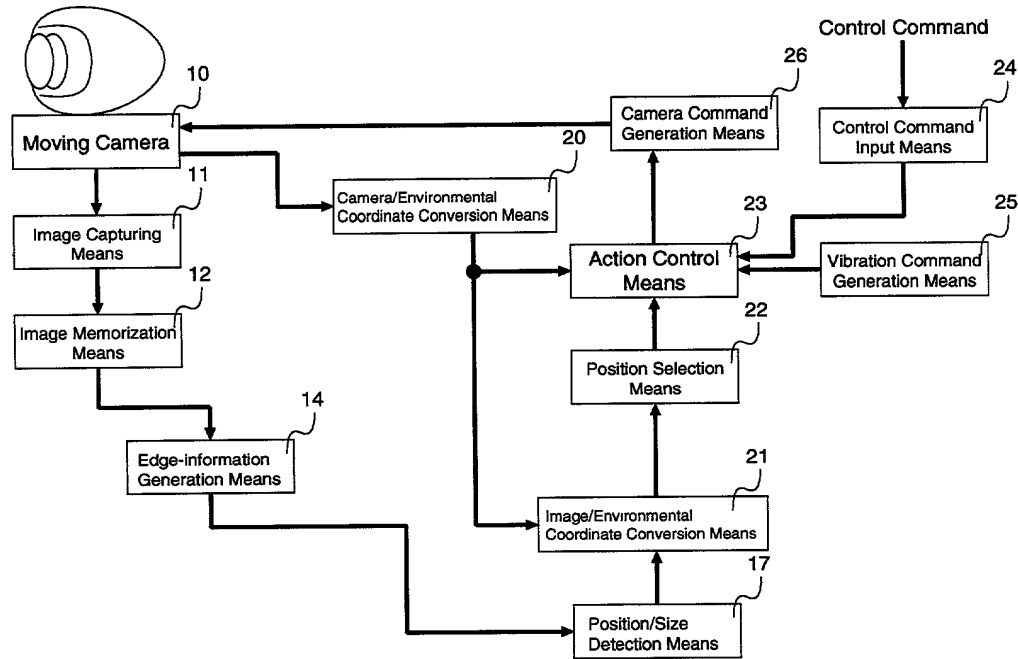 Control Command
10
26
24
Moving Camera
Camera Command
Generation Means
Control Command
Input Means
11
20
Image Capturing
Means
Camera/Environmental
Coordinate Conversion Means
23
25
Action Control
Means
Vibration Command
Generation Means
12
Image Memorization
Means
22
Position Selection
Means
14
Edge-information
Generation Means
21
Image/Environmental
Coordinate Conversion Means
17
Position/Size
Detection Means